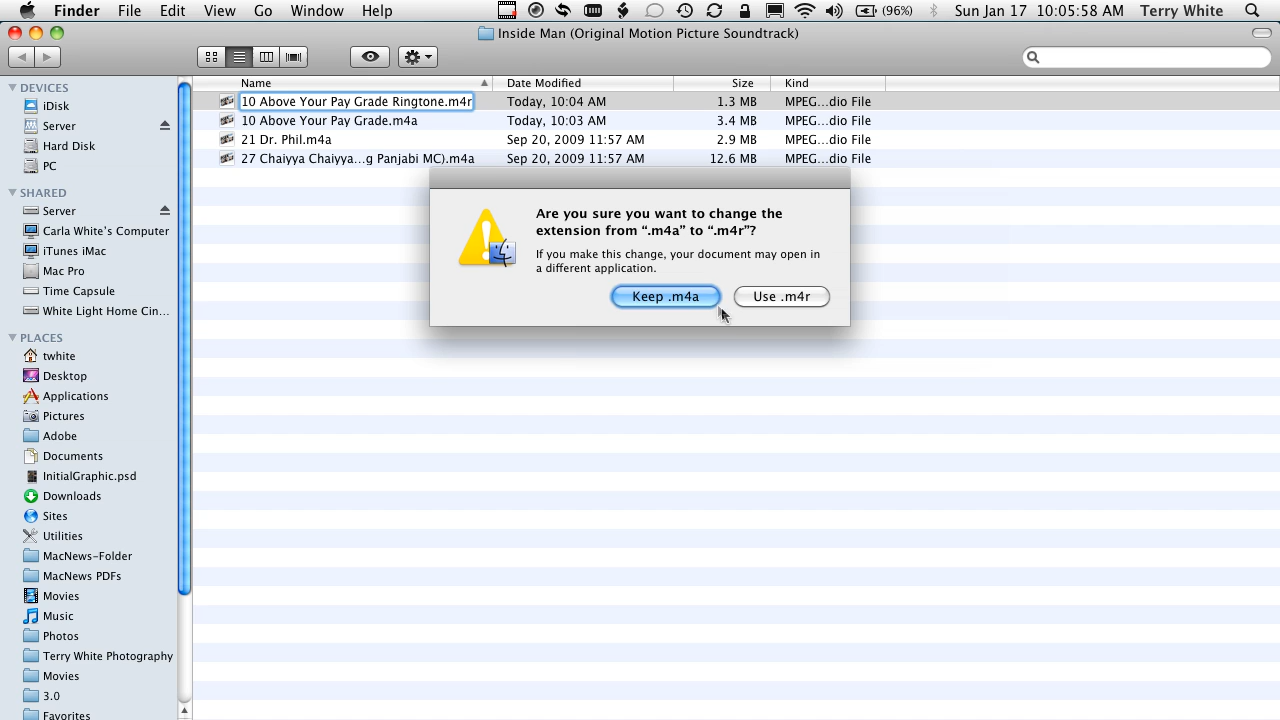 Finder File Edit View Go Window Help (96%) Sun Jan 17 10:05:58 AM Terry White
Inside Man (Original Motion Picture Soundtrack)
DEVICES
iDisk
Server
Hard Disk
PC
SHARED
Server
Carla White's Computer
iTunes iMac
Mac Pro
Time Capsule
White Light Home Cin...
PLACES
twhite
Desktop
Applications
Pictures
Adobe
Documents
InitialGraphic.psd
Downloads
Sites
Utilities
MacNews-Folder
MacNews PDFs
Movies
Music
Photos
Terry White Photography
Movies
3.0
Favorites
Name Date Modified Size Kind
10 Above Your Pay Grade Ringtone.m4r Today, 10:04 AM 1.3 MB MPEG...dio File
10 Above Your Pay Grade.m4a Today, 10:03 AM 3.4 MB MPEG...dio File
21 Dr. Phil.m4a Sep 20, 2009 11:57 AM 2.9 MB MPEG...dio File
27 Chaiyya Chaiyya...g Panjabi MC).m4a Sep 20, 2009 11:57 AM 12.6 MB MPEG...dio File
Are you sure you want to change the
extension from “.m4a” to “.m4r”?
If you make this change, your document may open in
a different application.
Keep .m4a Use .m4r